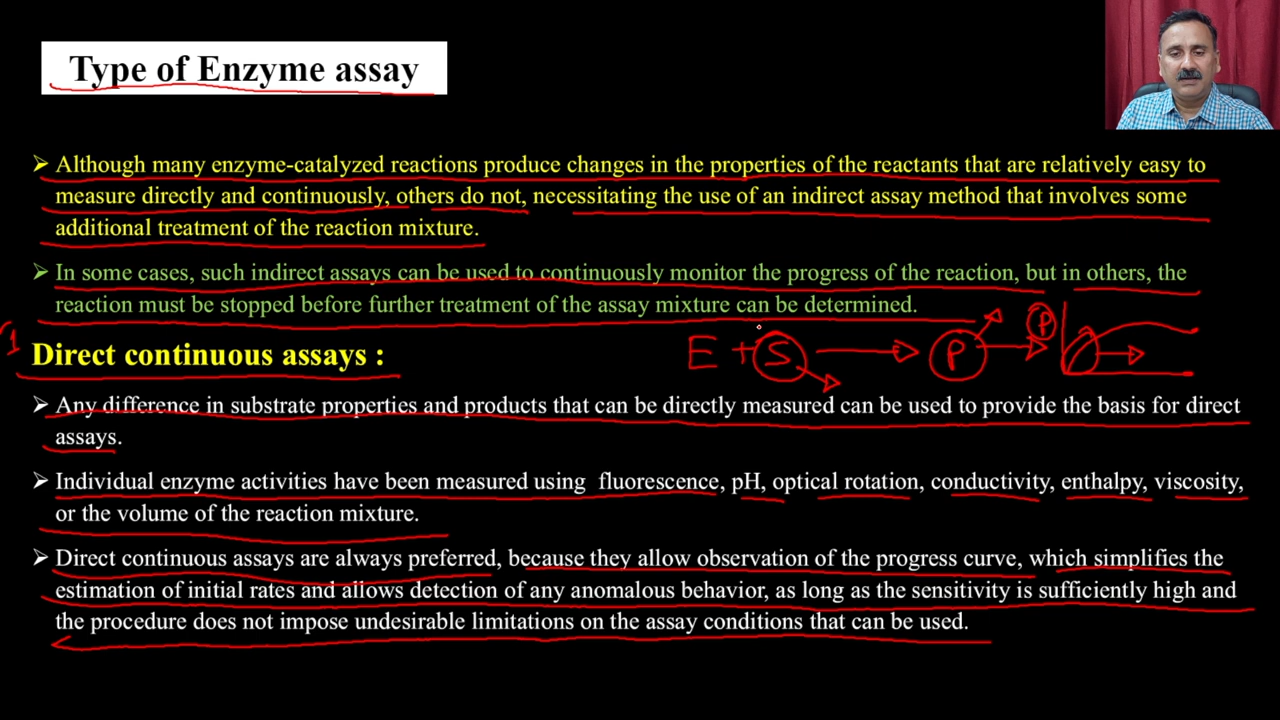 Type of Enzyme assay
➢ Although many enzyme-catalyzed reactions produce changes in the properties of the reactants that are relatively easy to
measure directly and continuously, others do not, necessitating the use of an indirect assay method that involves some
additional treatment of the reaction mixture.
➢ In some cases, such indirect assays can be used to continuously monitor the progress of the reaction, but in others, the
reaction must be stopped before further treatment of the assay mixture can be determined.
1
Direct continuous assays :
E + S P P
➢ Any difference in substrate properties and products that can be directly measured can be used to provide the basis for direct
assays.
➢ Individual enzyme activities have been measured using fluorescence, pH, optical rotation, conductivity, enthalpy, viscosity,
or the volume of the reaction mixture.
➢ Direct continuous assays are always preferred, because they allow observation of the progress curve, which simplifies the
estimation of initial rates and allows detection of any anomalous behavior, as long as the sensitivity is sufficiently high and
the procedure does not impose undesirable limitations on the assay conditions that can be used.